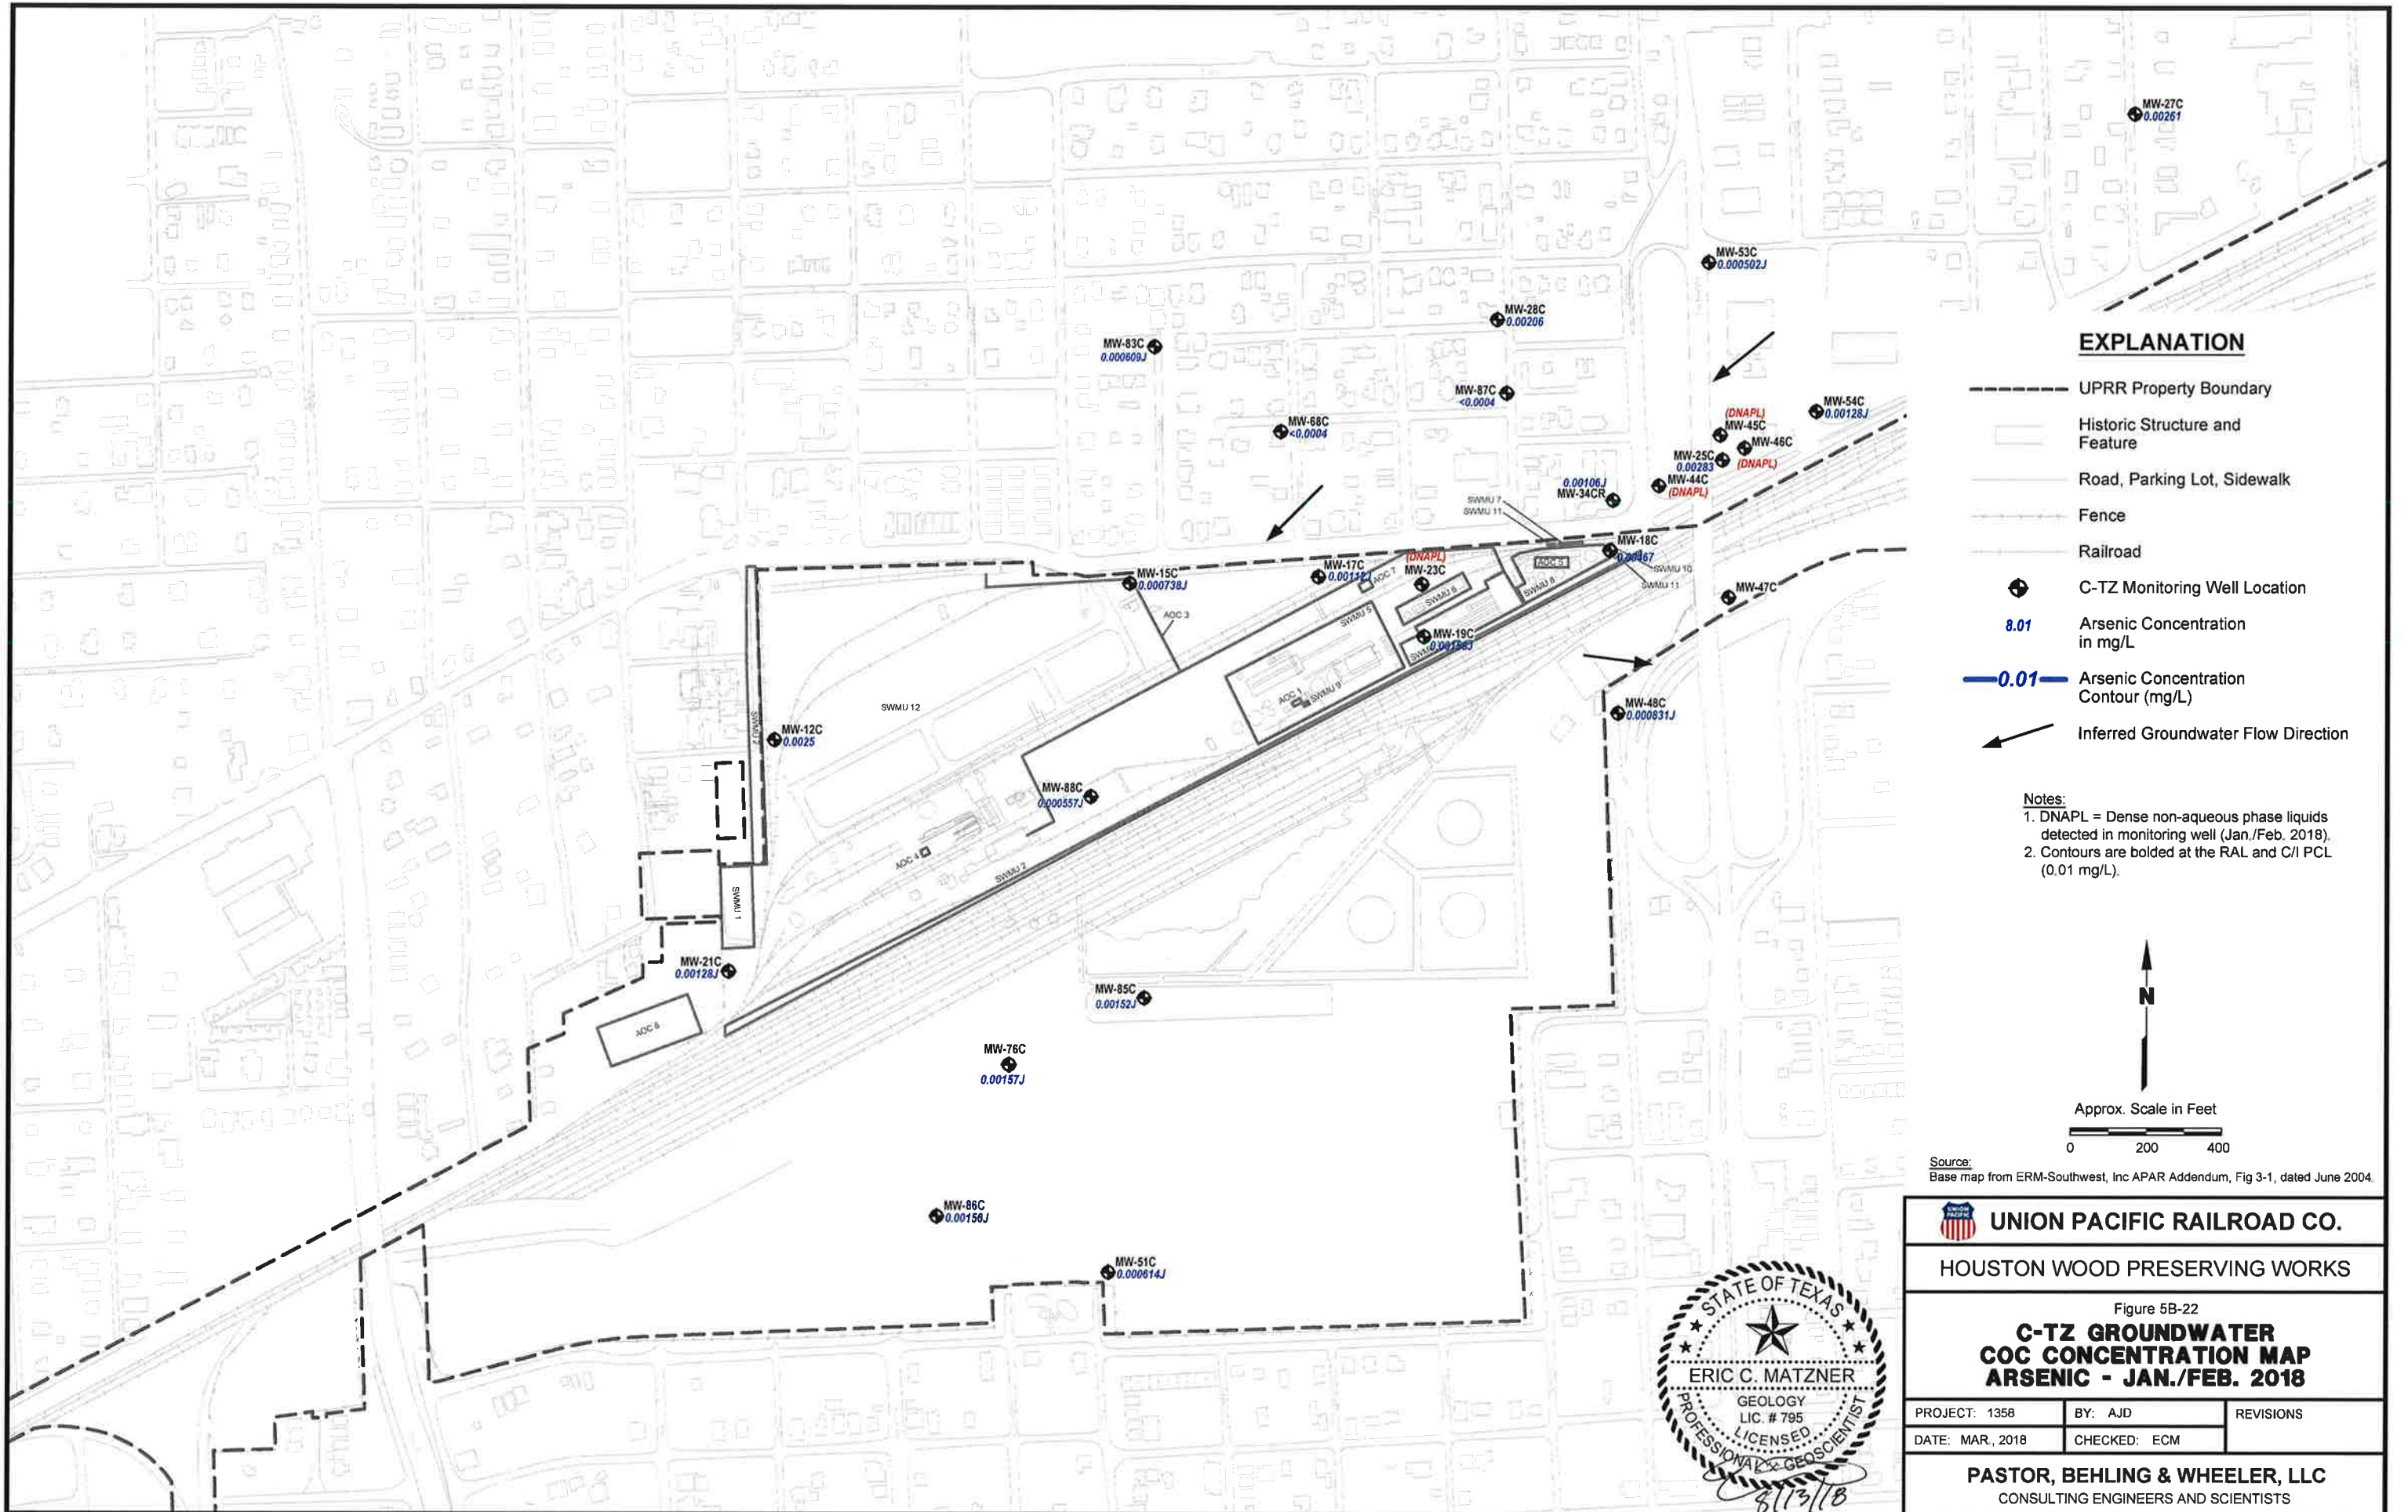 MW-27C
0.00261
MW-53C
0.000502J
MW-28C
0.00206
MW-83C
0.000609J
MW-87C
<0.0004
MW-68C
<0.0004
MW-54C
0.00128J
(DNAPL)
MW-45C
MW-46C
(DNAPL)
MW-25C
0.00283
MW-44C
(DNAPL)
0.00106J
MW-34CR
SWMU 7
SWMU 11
MW-18C
0.00467
SWMU 10
SWMU 11
AOC 5
SWMU 8
(DNAPL)
MW-23C
MW-17C
AOC 7
SWMU 6
MW-15C
0.000738J
AOC 3
SWMU 5
MW-19C
MW-47C
AOC 1
SWMU 9
MW-48C
0.000831J
SWMU 12
SWMU 2
MW-12C
0.0025
MW-88C
0.000557J
AOC 4
SWMU 2
SWMU 1
MW-21C
0.00128J
AOC 6
MW-85C
0.00152J
MW-76C
0.00157J
MW-86C
0.00156J
MW-51C
0.000614J
EXPLANATION
UPRR Property Boundary
Historic Structure and
Feature
Road, Parking Lot, Sidewalk
Fence
Railroad
C-TZ Monitoring Well Location
8.01 Arsenic Concentration
in mg/L
0.01 Arsenic Concentration
Contour (mg/L)
Inferred Groundwater Flow Direction
Notes:
1. DNAPL = Dense non-aqueous phase liquids
detected in monitoring well (Jan./Feb. 2018).
2. Contours are bolded at the RAL and C/I PCL
(0.01 mg/L).
N
Approx. Scale in Feet
0 200 400
Source:
Base map from ERM-Southwest, Inc APAR Addendum, Fig 3-1, dated June 2004.
UNION PACIFIC
UNION PACIFIC RAILROAD CO.
HOUSTON WOOD PRESERVING WORKS
Figure 5B-22
C-TZ GROUNDWATER
COC CONCENTRATION MAP
ARSENIC - JAN./FEB. 2018
PROJECT: 1358 BY: AJD REVISIONS
DATE: MAR., 2018 CHECKED: ECM
PASTOR, BEHLING & WHEELER, LLC
CONSULTING ENGINEERS AND SCIENTISTS
STATE OF TEXAS
ERIC C. MATZNER
GEOLOGY
LIC. # 795
LICENSED
PROFESSIONAL GEOSCIENTIST
8/13/18